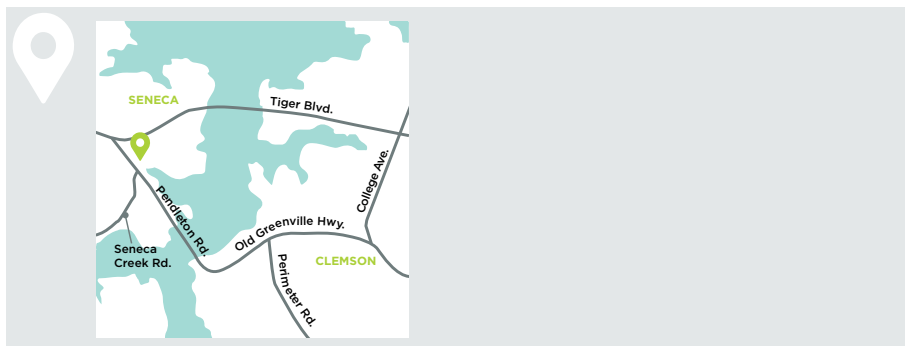 SENECA
Tiger Blvd.
College Ave.
Pendleton Rd.
Old Greenville Hwy.
Seneca
Creek Rd.
CLEMSON
Perimeter Rd.